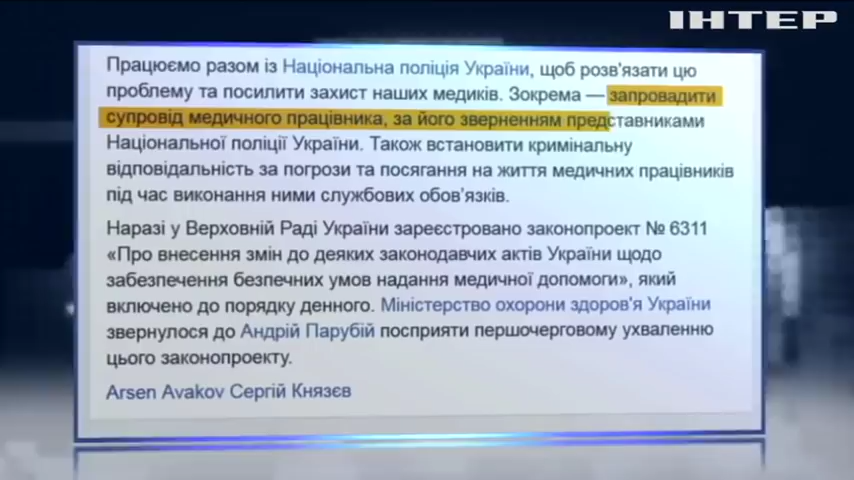 ІНТЕР
Працюємо разом із Національна поліція України, щоб розв'язати цю
проблему та посилити захист наших медиків. Зокрема — запровадити
супровід медичного працівника, за його зверненням представниками
Національної поліції України. Також встановити кримінальну
відповідальність за погрози та посягання на життя медичних працівників
під час виконання ними службових обов'язків.
Наразі у Верховній Раді України зареєстровано законопроект № 6311
«Про внесення змін до деяких законодавчих актів України щодо
забезпечення безпечних умов надання медичної допомоги», який
включено до порядку денного. Міністерство охорони здоров'я України
звернулося до Андрій Парубій посприяти першочерговому ухваленню
цього законопроекту.
Arsen Avakov Сергій Князєв